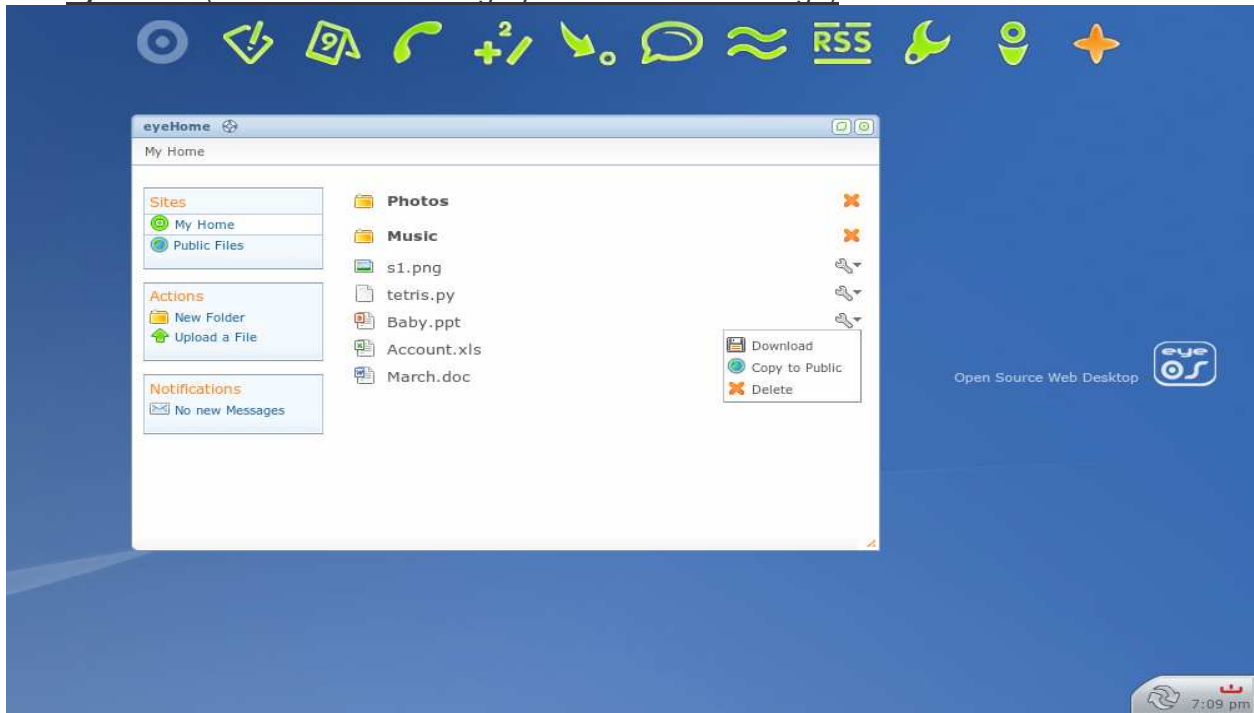 9
+2/
RSS
eyeHome
My Home
Sites
My Home
Public Files
Actions
New Folder
Upload a File
Notifications
No new Messages
Photos
Music
s1.png
tetris.py
Baby.ppt
Account.xls
March.doc
Download
Copy to Public
Delete
Open Source Web Desktop
eye
OS
7:09 pm